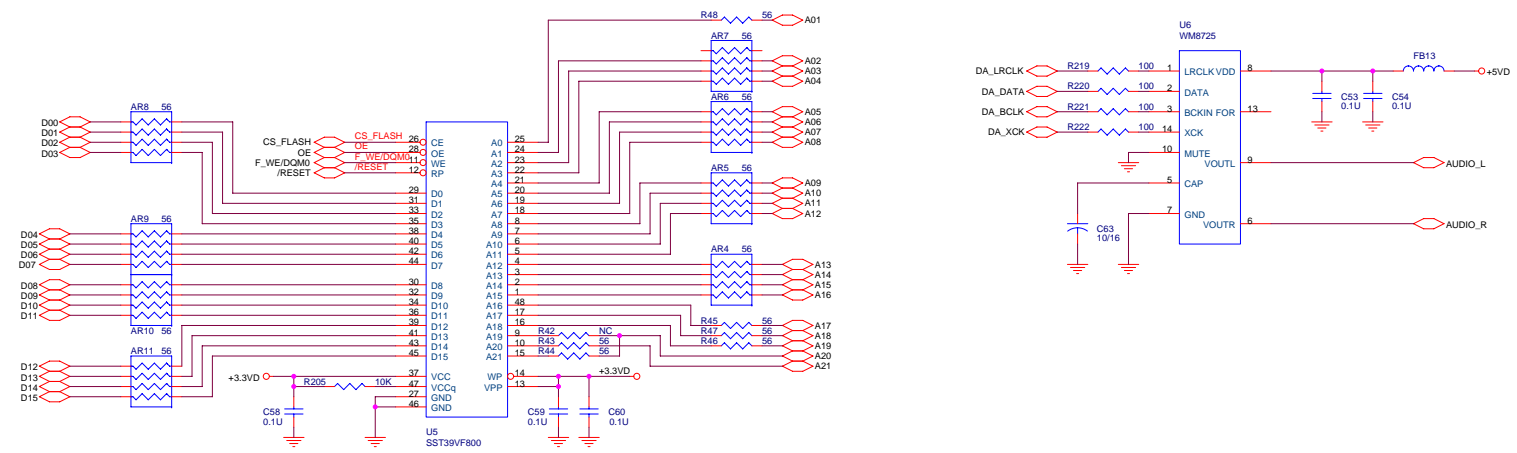 R48 56 A01
AR7 56
A02
A03
A04
AR6 56
A05
A06
A07
A08
AR5 56
A09
A10
A11
A12
AR4 56
A13
A14
A15
A16
R45 56 A17
R47 56 A18
R46 56 A19
A20
A21
R42 NC
R43 56
R44 56
AR8 56
D00
D01
D02
D03
AR9 56
D04
D05
D06
D07
D08
D09
D10
D11
AR10 56
AR11 56
D12
D13
D14
D15
CS_FLASH CS_FLASH 26 CE
OE OE 28 OE
F_WE/DQM0 F_WE/DQM0 11 WE
/RESET /RESET 12 RP
29 D0
31 D1
33 D2
35 D3
38 D4
40 D5
42 D6
44 D7
30 D8
32 D9
34 D10
36 D11
39 D12
41 D13
43 D14
45 D15
37 VCC
47 VCCq
27 GND
46 GND
A0 25
A1 24
A2 23
A3 22
A4 21
A5 20
A6 19
A7 18
A8 8
A9 7
A10 6
A11 5
A12 4
A13 3
A14 2
A15 1
A16 48
A17 17
A18 16
A19 9
A20 10
A21 15
WP 14
VPP 13
+3.3VD
R205 10K
C58
0.1U
+3.3VD
C59
0.1U
C60
0.1U
U5
SST39VF800
U6
WM8725
DA_LRCLK R219 100 1 LRCLK VDD 8
DA_DATA R220 100 2 DATA
DA_BCLK R221 100 3 BCKIN FOR 13
DA_XCK R222 100 14 XCK
10 MUTE
VOUTL 9 AUDIO_L
5 CAP
7 GND
VOUTR 6 AUDIO_R
C63
10/16
FB13
+5VD
C53
0.1U
C54
0.1U